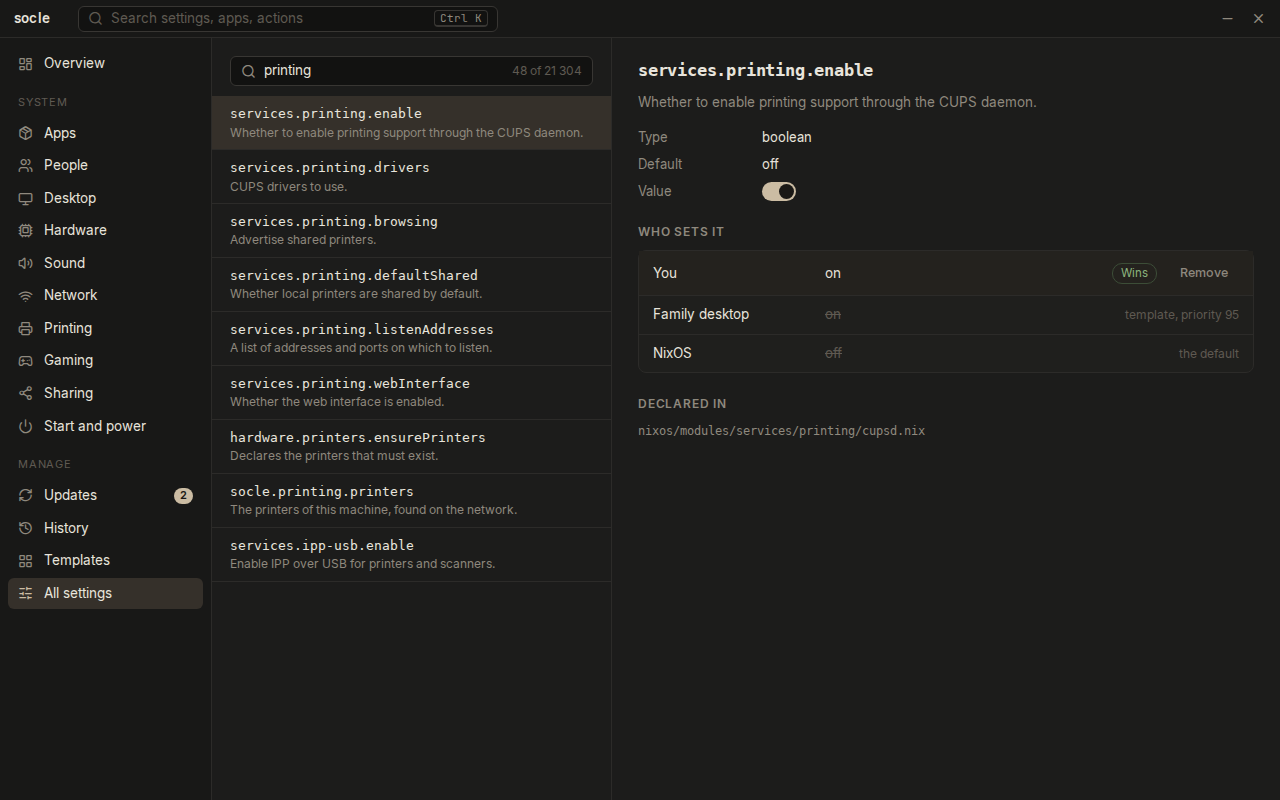 socle
Search settings, apps, actions
Ctrl K
Overview
SYSTEM
Apps
People
Desktop
Hardware
Sound
Network
Printing
Gaming
Sharing
Start and power
MANAGE
Updates 2
History
Templates
All settings
printing 48 of 21 304
services.printing.enable
Whether to enable printing support through the CUPS daemon.
services.printing.drivers
CUPS drivers to use.
services.printing.browsing
Advertise shared printers.
services.printing.defaultShared
Whether local printers are shared by default.
services.printing.listenAddresses
A list of addresses and ports on which to listen.
services.printing.webInterface
Whether the web interface is enabled.
hardware.printers.ensurePrinters
Declares the printers that must exist.
socle.printing.printers
The printers of this machine, found on the network.
services.ipp-usb.enable
Enable IPP over USB for printers and scanners.
services.printing.enable
Whether to enable printing support through the CUPS daemon.
Type boolean
Default off
Value
WHO SETS IT
You on Wins Remove
Family desktop on template, priority 95
NixOS off the default
DECLARED IN
nixos/modules/services/printing/cupsd.nix